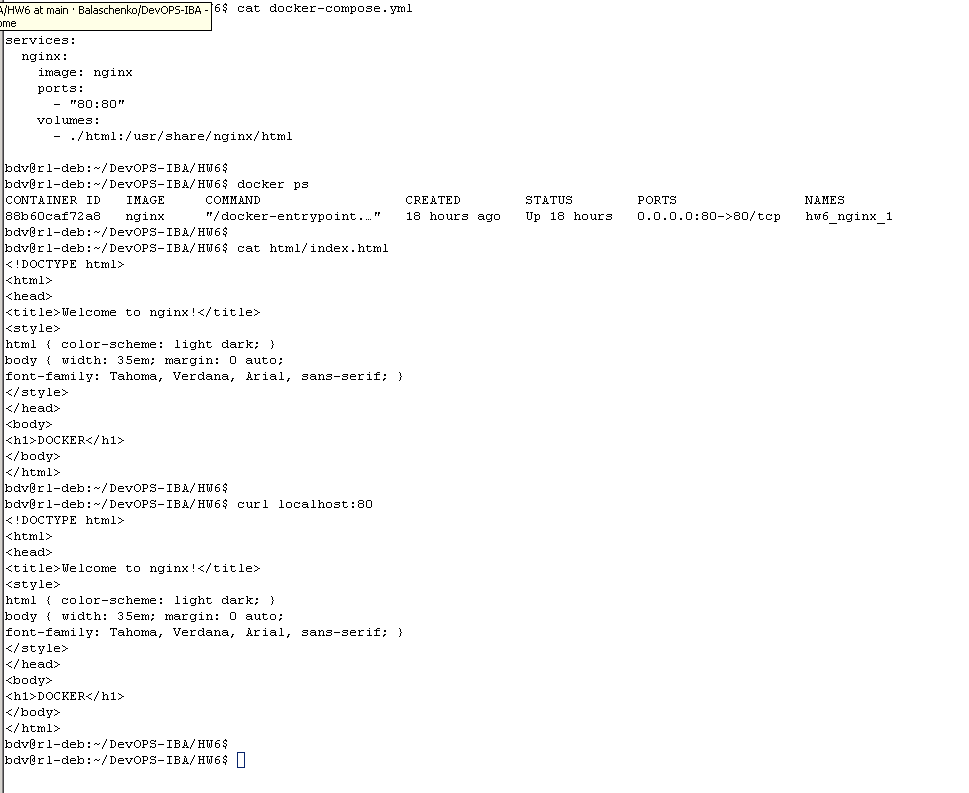 A/HW6 at main · Balaschenko/DevOPS-IBA -
ome
6$ cat docker-compose.yml
services:
  nginx:
    image: nginx
    ports:
      - "80:80"
    volumes:
      - ./html:/usr/share/nginx/html
bdv@r1-deb:~/DevOPS-IBA/HW6$
bdv@r1-deb:~/DevOPS-IBA/HW6$ docker ps
CONTAINER ID   IMAGE     COMMAND                  CREATED        STATUS        PORTS                NAMES
88b60caf72a8   nginx     "/docker-entrypoint.…"   18 hours ago   Up 18 hours   0.0.0.0:80->80/tcp   hw6_nginx_1
bdv@r1-deb:~/DevOPS-IBA/HW6$
bdv@r1-deb:~/DevOPS-IBA/HW6$ cat html/index.html
<!DOCTYPE html>
<html>
<head>
<title>Welcome to nginx!</title>
<style>
html { color-scheme: light dark; }
body { width: 35em; margin: 0 auto;
font-family: Tahoma, Verdana, Arial, sans-serif; }
</style>
</head>
<body>
<h1>DOCKER</h1>
</body>
</html>
bdv@r1-deb:~/DevOPS-IBA/HW6$
bdv@r1-deb:~/DevOPS-IBA/HW6$ curl localhost:80
<!DOCTYPE html>
<html>
<head>
<title>Welcome to nginx!</title>
<style>
html { color-scheme: light dark; }
body { width: 35em; margin: 0 auto;
font-family: Tahoma, Verdana, Arial, sans-serif; }
</style>
</head>
<body>
<h1>DOCKER</h1>
</body>
</html>
bdv@r1-deb:~/DevOPS-IBA/HW6$
bdv@r1-deb:~/DevOPS-IBA/HW6$